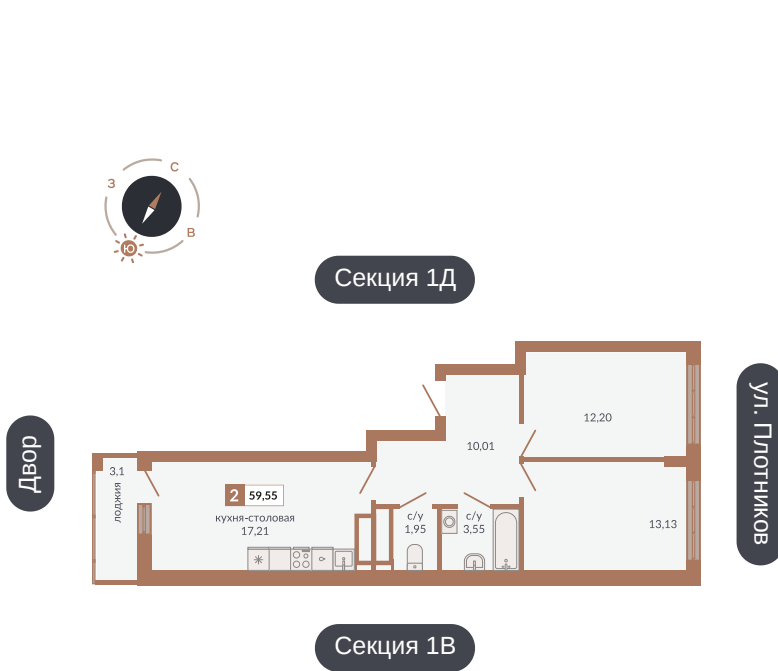 С
З
В
Ю
Секция 1Д
Двор
ул. Плотников
3,1
лоджия
2 59,55
кухня-столовая
17,21
10,01
12,20
13,13
с/у
1,95
с/у
3,55
Секция 1В